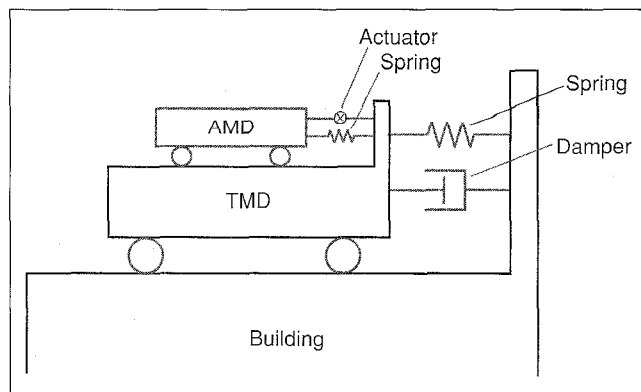 Actuator
Spring
Spring
AMD
Damper
TMD
Building